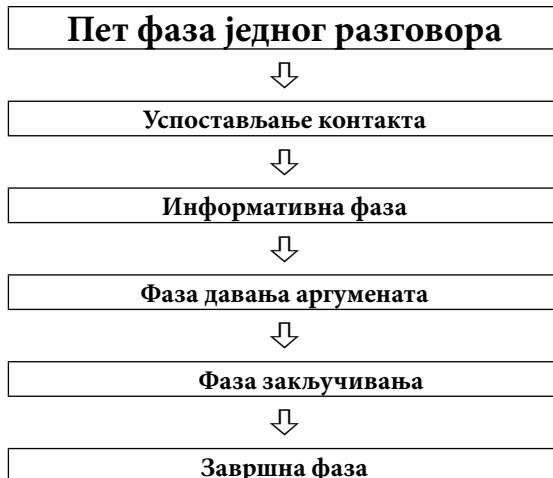 Пет фаза једног разговора
Успостављање контакта
Информативна фаза
Фаза давања аргумената
Фаза закључивања
Завршна фаза